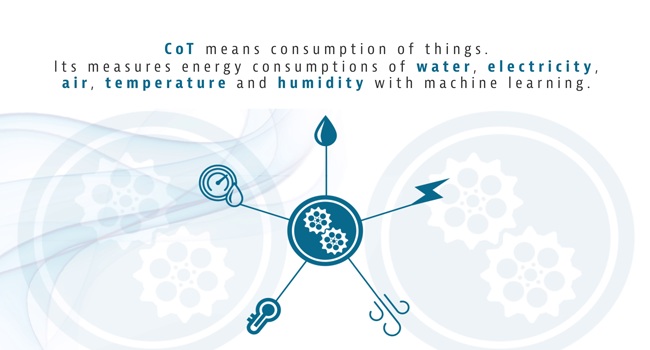 CoT means consumption of things.
Its measures energy consumptions of water, electricity,
air, temperature and humidity with machine learning.